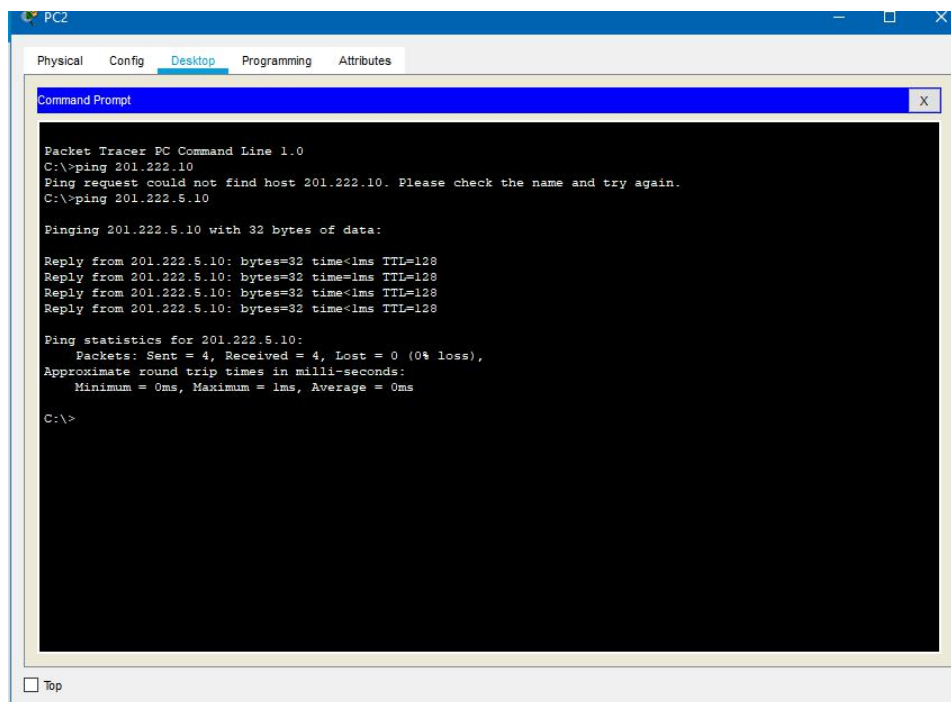 PC2
Physical Config Desktop Programming Attributes
Command Prompt
X
Packet Tracer PC Command Line 1.0
C:\>ping 201.222.10
Ping request could not find host 201.222.10. Please check the name and try again.
C:\>ping 201.222.5.10
Pinging 201.222.5.10 with 32 bytes of data:
Reply from 201.222.5.10: bytes=32 time<1ms TTL=128
Reply from 201.222.5.10: bytes=32 time=1ms TTL=128
Reply from 201.222.5.10: bytes=32 time<1ms TTL=128
Reply from 201.222.5.10: bytes=32 time<1ms TTL=128
Ping statistics for 201.222.5.10:
Packets: Sent = 4, Received = 4, Lost = 0 (0% loss),
Approximate round trip times in milli-seconds:
Minimum = 0ms, Maximum = 1ms, Average = 0ms
C:\>
Top